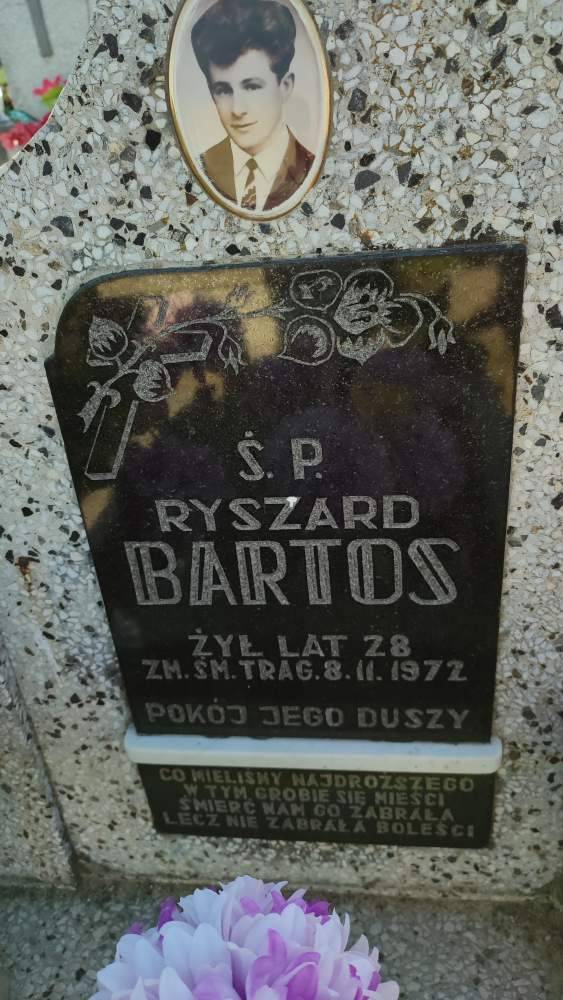 Ś. P.
RYSZARD
BARTOS
ŻYŁ LAT 28
ZM. ŚM. TRAG. 8. 11. 1972
POKÓJ JEGO DUSZY
CO MIELIŚMY NAJDROŻSZEGO
W TYM GROBIE SIĘ MIEŚCI
ŚMIERĆ NAM GO ZABRAŁA
LECZ NIE ZABRAŁA BOLEŚCI